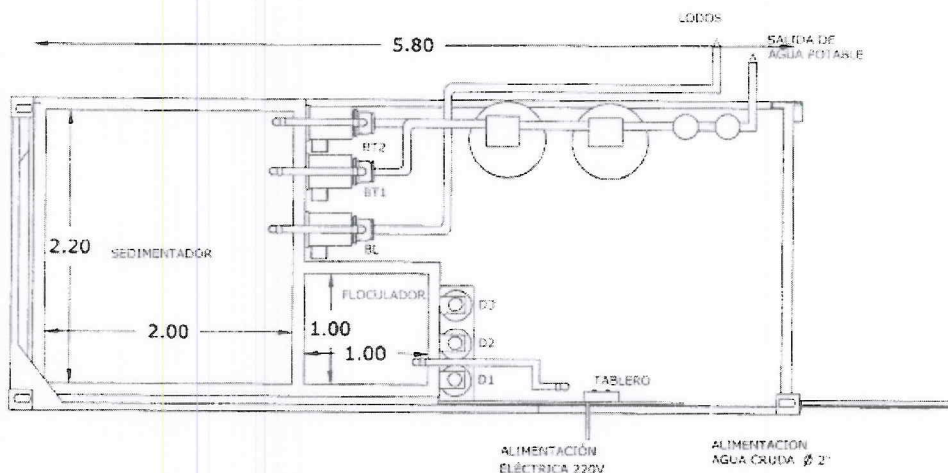 LODOS
5.80
SALIDA DE
AGUA POTABLE
BT2
BT1
2.20
SEDIMENTADOR
BL
FLOCULADOR
D3
2.00
1.00
D2
1.00
D1
TABLERO
ALIMENTACIÓN
ELÉCTRICA 220V
ALIMENTACION
AGUA CRUDA Ø 2"